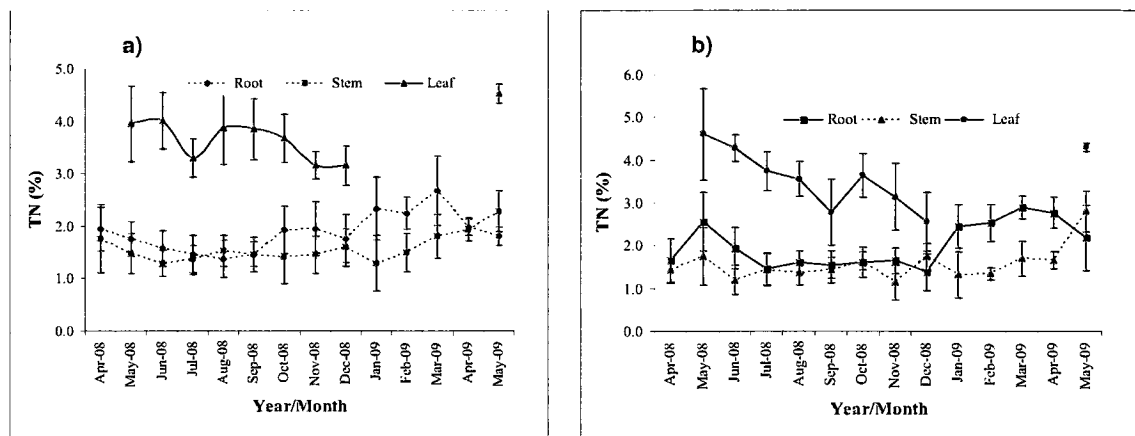 a)
5.0
4.0
3.0
2.0
1.0
0.0
TN (%)
Root Stem Leaf
Apr-08
May-08
Jun-08
Jul-08
Aug-08
Sep-08
Oct-08
Nov-08
Dec-08
Jan-09
Feb-09
Mar-09
Apr-09
May-09
Year/Month
b)
6.0
5.0
4.0
3.0
2.0
1.0
0.0
TN (%)
Root Stem Leaf
Apr-08
May-08
Jun-08
Jul-08
Aug-08
Sep-08
Oct-08
Nov-08
Dec-08
Jan-09
Feb-09
Mar-09
Apr-09
May-09
Year/Month